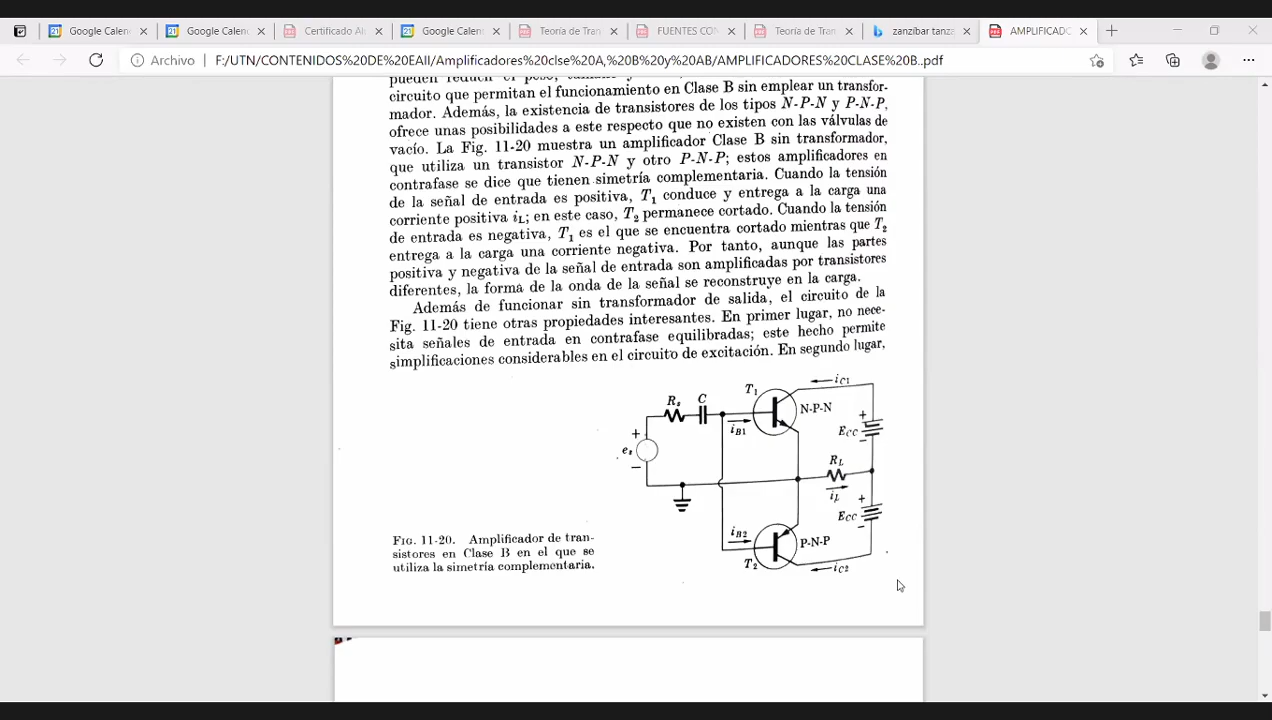 Google Calen
Google Calenc
Certificado Al
Google Calen
Teoría de Tran
FUENTES CON
Teoria de Tran
zanzibar tanza
AMPLIFICADO
Archivo | F:/UTN/CONTENIDOS%20DE%20EAII/Amplificadores%20clse%20A,%20B%20y%20AB/AMPLIFICADORES%20CLASE%20B..pdf
pueden reducir el peso,
circuito que permitan el funcionamiento en Clase B sin emplear un transfor-
mador. Además, la existencia de transistores de los tipos N-P-N y P-N-P,
ofrece unas posibilidades a este respecto que no existen con las válvulas de
vacío. La Fig. 11-20 muestra un amplificador Clase B sin transformador,
que utiliza un transistor N-P-N y otro P-N-P; estos amplificadores en
contrafase se dice que tienen simetría complementaria. Cuando la tensión
de la señal de entrada es positiva, T1 conduce y entrega a la carga una
corriente positiva iL; en este caso, T2 permanece cortado. Cuando la tensión
de entrada es negativa, T1 es el que se encuentra cortado mientras que T2
entrega a la carga una corriente negativa. Por tanto, aunque las partes
positiva y negativa de la señal de entrada son amplificadas por transistores
diferentes, la forma de la onda de la señal se reconstruye en la carga.
Además de funcionar sin transformador de salida, el circuito de la
Fig. 11-20 tiene otras propiedades interesantes. En primer lugar, no nece-
sita señales de entrada en contrafase equilibradas; este hecho permite
simplificaciones considerables en el circuito de excitación. En segundo lugar,
T1
iC1
Rs
C
N-P-N
+
iB1
ECC
+
−
es
RL
−
iL
+
iB2
ECC
−
P-N-P
T2
iC2
FIG. 11-20. Amplificador de tran-
sistores en Clase B en el que se
utiliza la simetría complementaria.